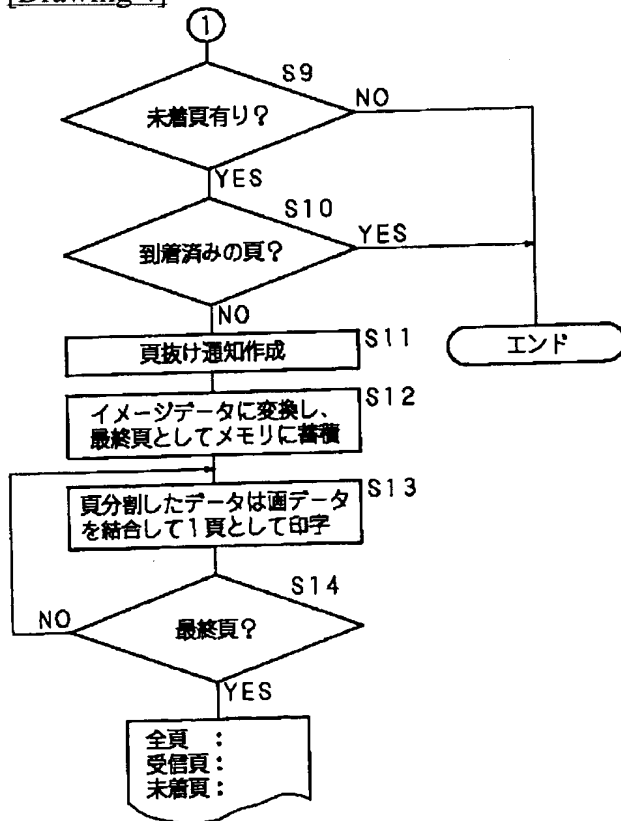 [Drawing 4]
1
S9
未着頁有り?
NO
YES
S10
到着済みの頁?
YES
NO
頁抜け通知作成
S11
エンド
イメージデータに変換し、
最終頁としてメモリに蓄積
S12
頁分割したデータは画データ
を結合して1頁として印字
S13
S14
最終頁?
NO
YES
全頁 :
受信頁:
未着頁: